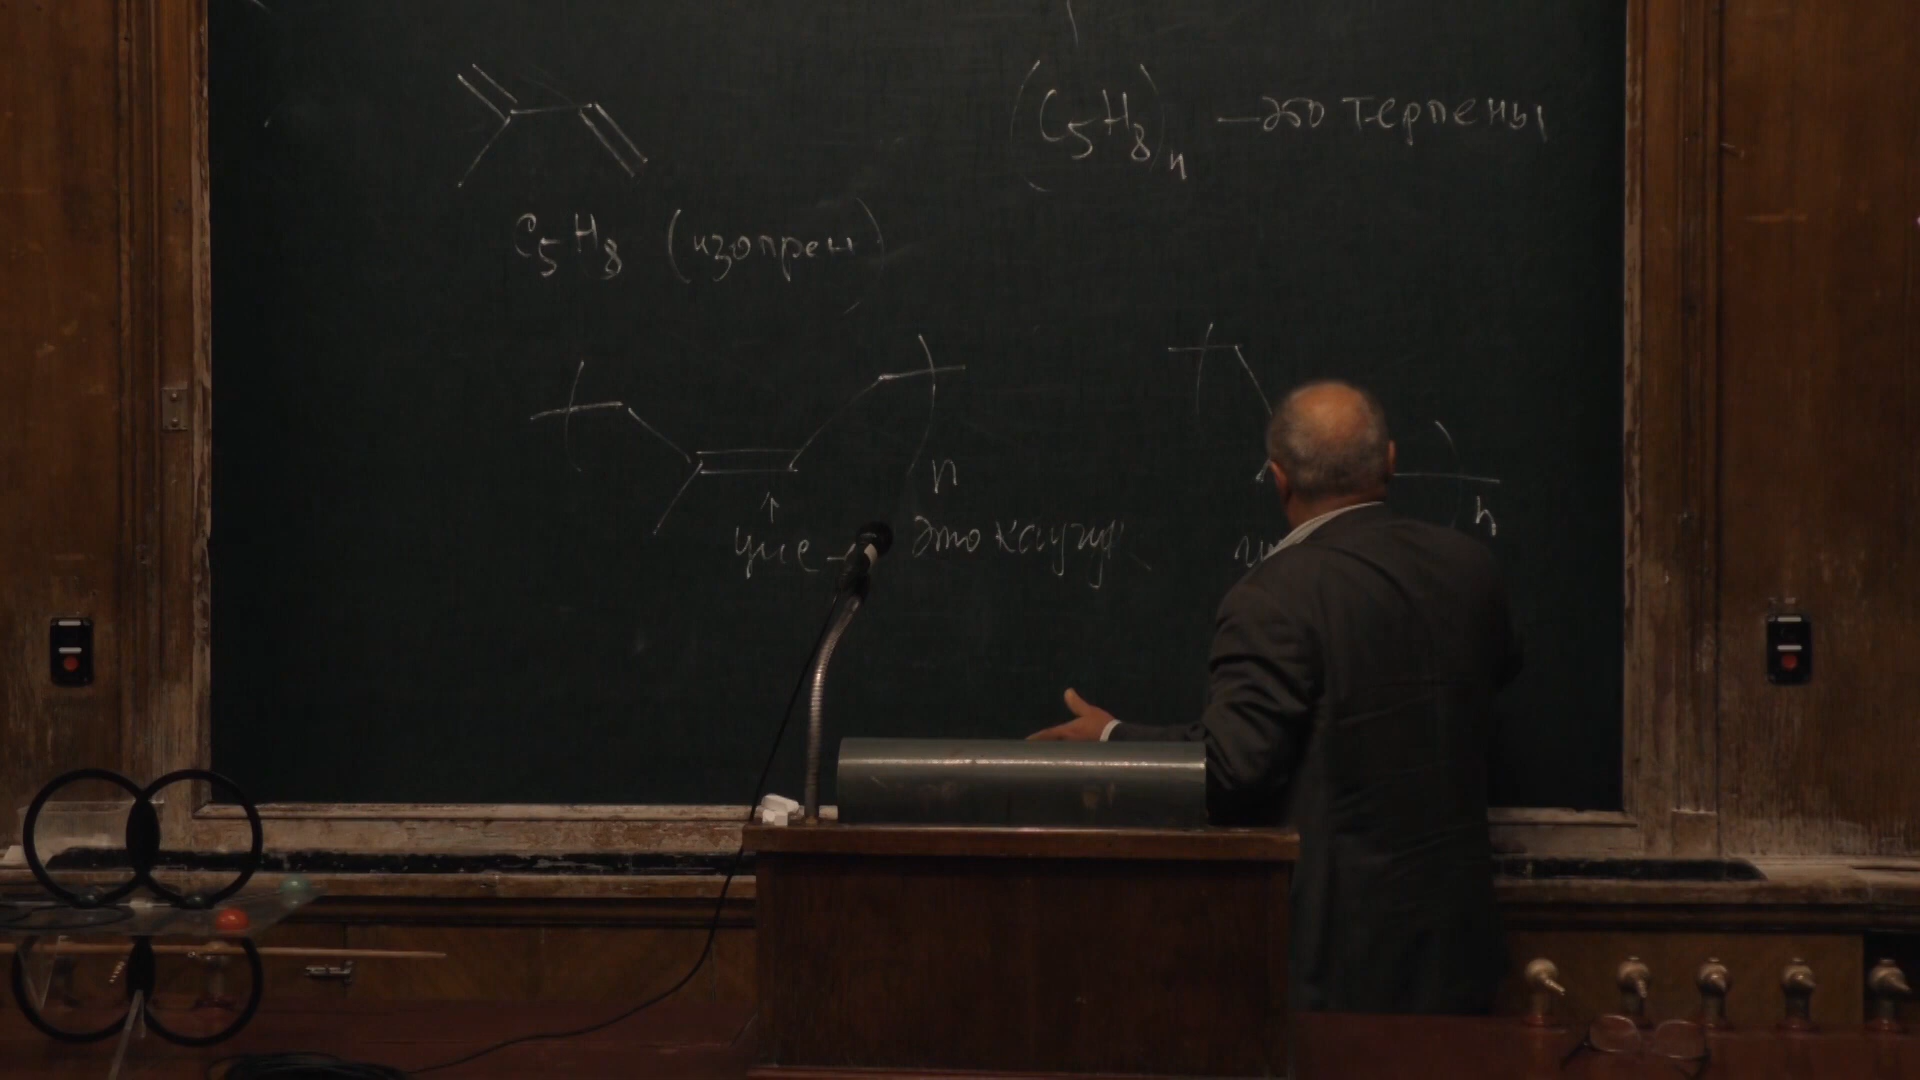 (C₅H₈)ₙ — это терпены
C₅H₈ (изопрен)
n
цис — это каучук
n